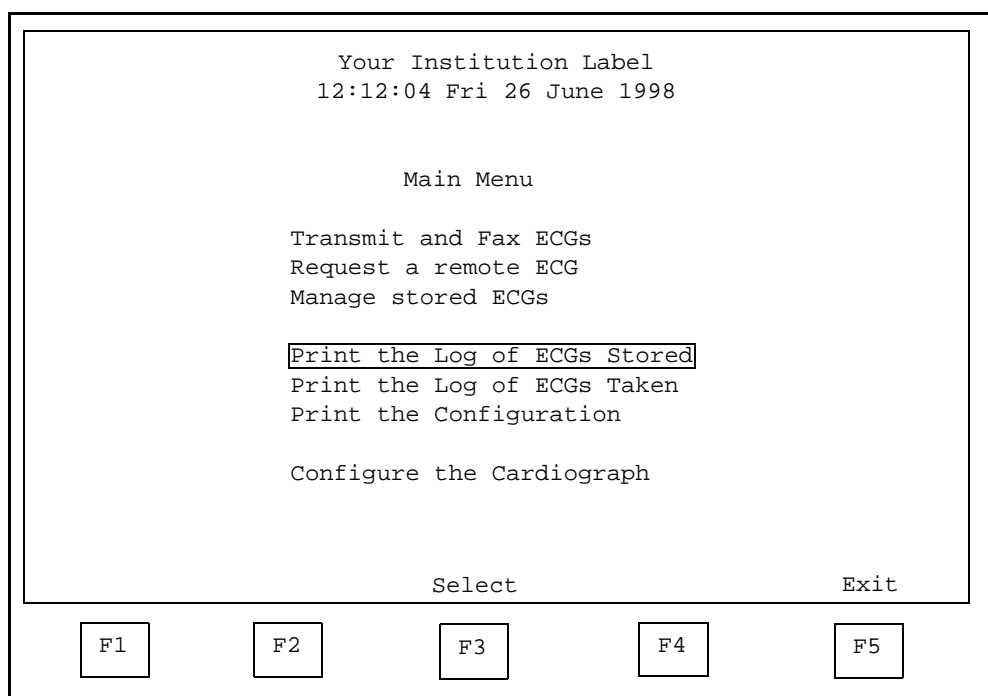 Your Institution Label
12:12:04 Fri 26 June 1998
Main Menu
Transmit and Fax ECGs
Request a remote ECG
Manage stored ECGs
Print the Log of ECGs Stored
Print the Log of ECGs Taken
Print the Configuration
Configure the Cardiograph
Select Exit
F1 F2 F3 F4 F5